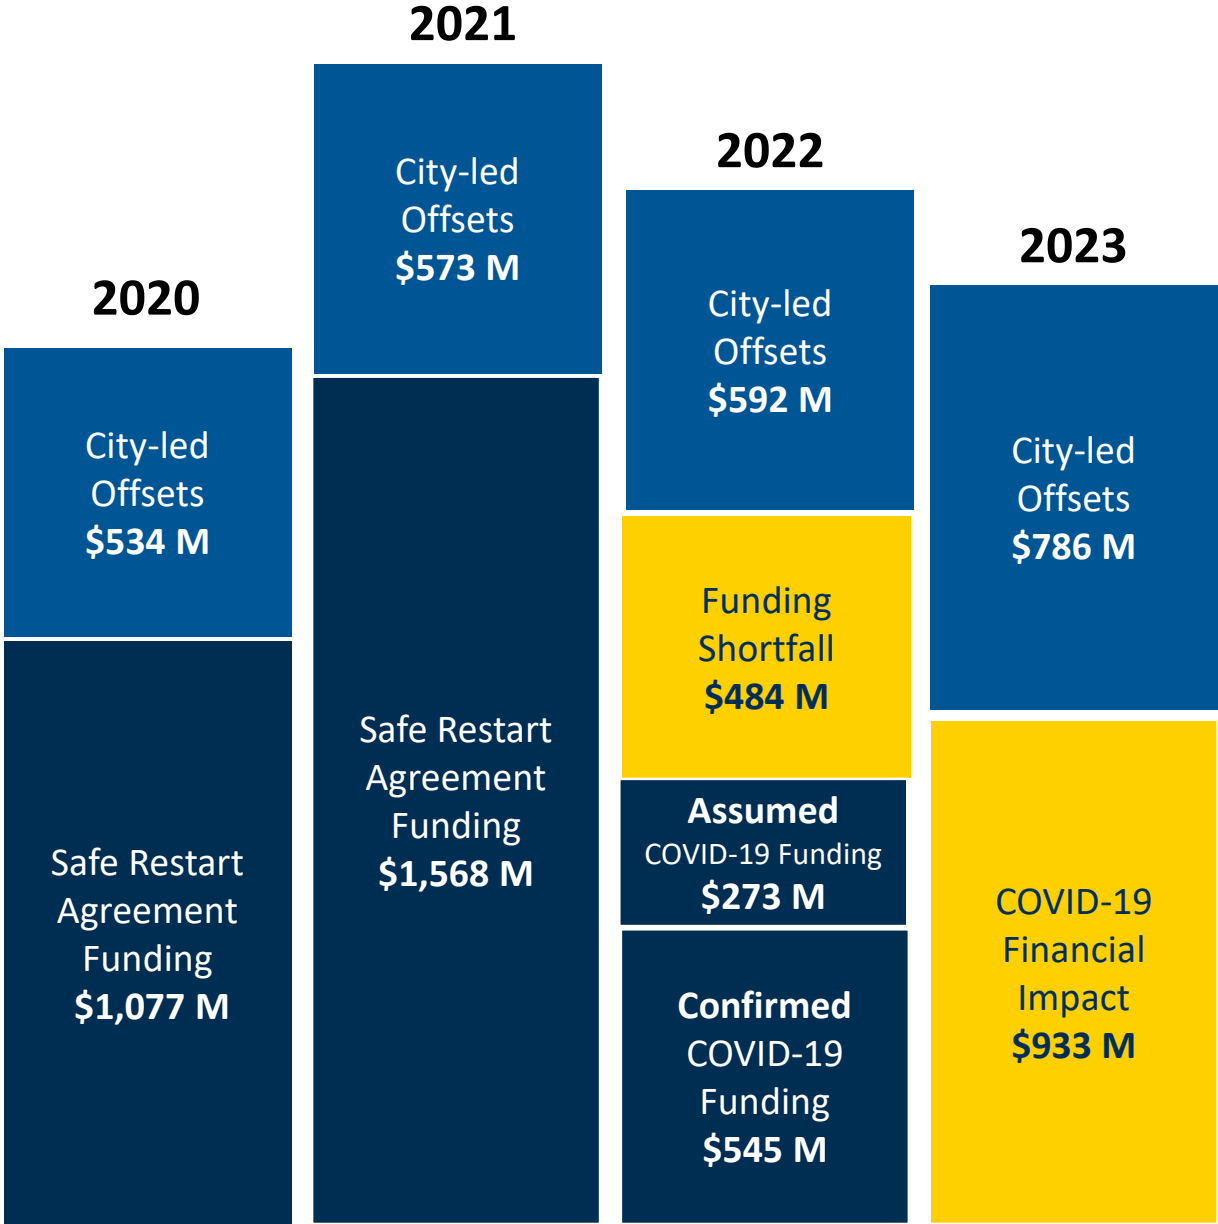 2020
City-led
Offsets
$534 M
Safe Restart
Agreement
Funding
$1,077 M
2021
City-led
Offsets
$573 M
Safe Restart
Agreement
Funding
$1,568 M
2022
City-led
Offsets
$592 M
Funding
Shortfall
$484 M
Assumed
COVID-19 Funding
$273 M
Confirmed
COVID-19
Funding
$545 M
2023
City-led
Offsets
$786 M
COVID-19
Financial
Impact
$933 M